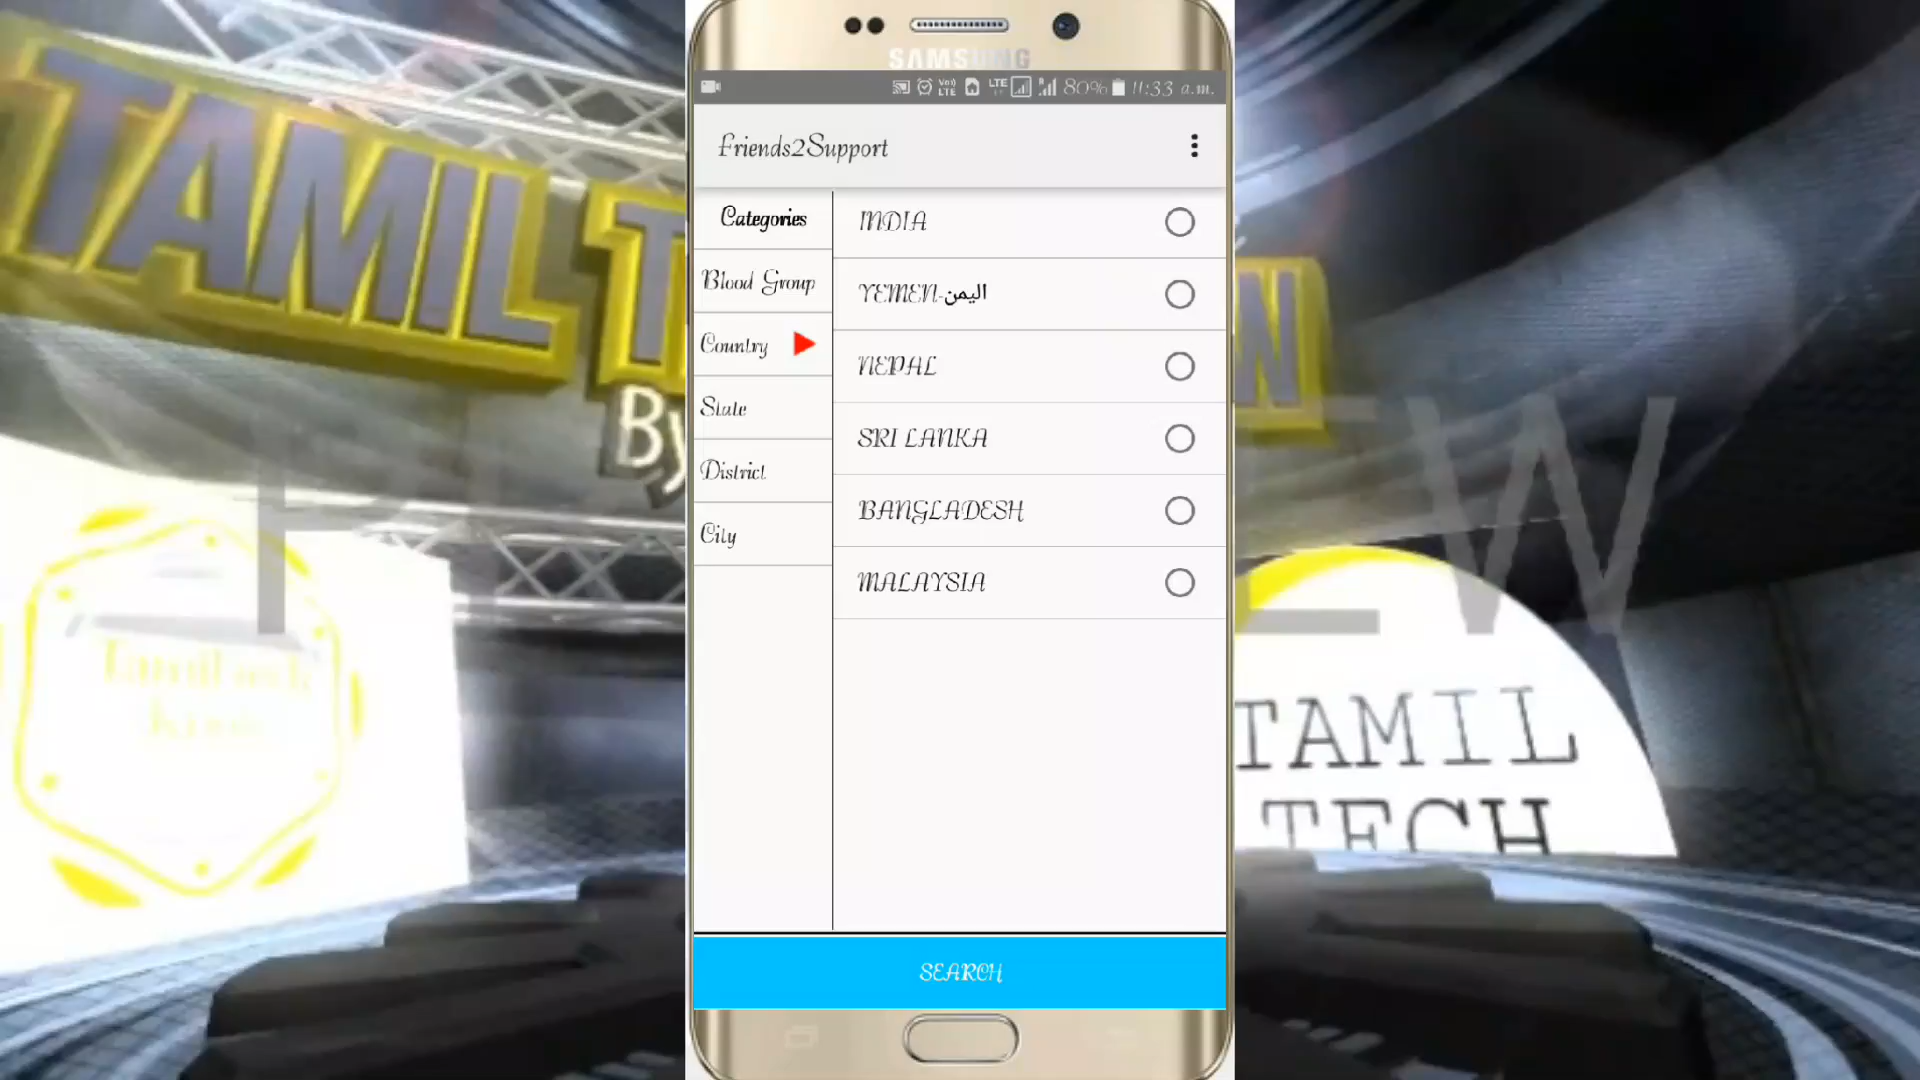 SAMSUNG
80% 11:33 a.m.
Friends2Support
Categories
Blood Group
Country
State
District
City
INDIA
YEMEN-اليمن
NEPAL
SRI LANKA
BANGLADESH
MALAYSIA
SEARCH
TAMIL
By
TAMIL
TECH